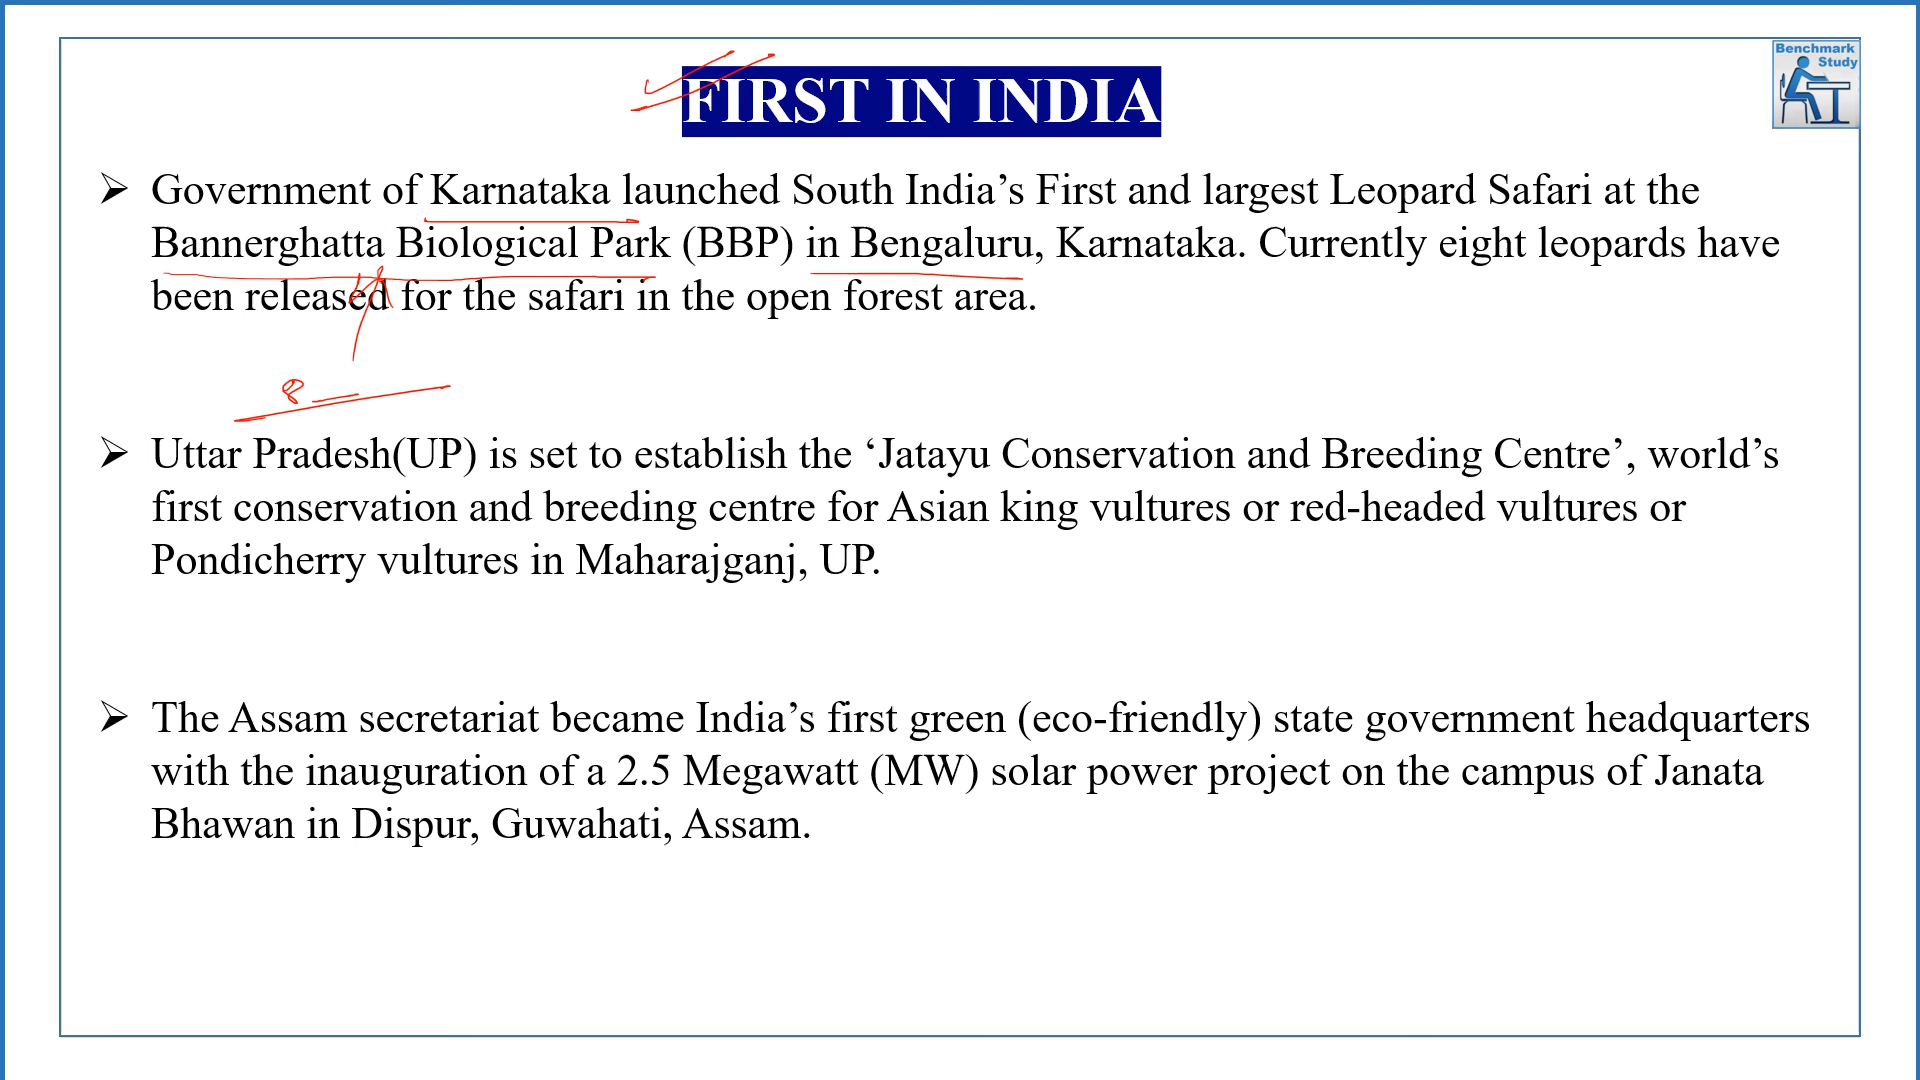 Benchmark
Study
FIRST IN INDIA
➢ Government of Karnataka launched South India’s First and largest Leopard Safari at the
Bannerghatta Biological Park (BBP) in Bengaluru, Karnataka. Currently eight leopards have
been released for the safari in the open forest area.
8
➢ Uttar Pradesh(UP) is set to establish the ‘Jatayu Conservation and Breeding Centre’, world’s
first conservation and breeding centre for Asian king vultures or red-headed vultures or
Pondicherry vultures in Maharajganj, UP.
➢ The Assam secretariat became India’s first green (eco-friendly) state government headquarters
with the inauguration of a 2.5 Megawatt (MW) solar power project on the campus of Janata
Bhawan in Dispur, Guwahati, Assam.